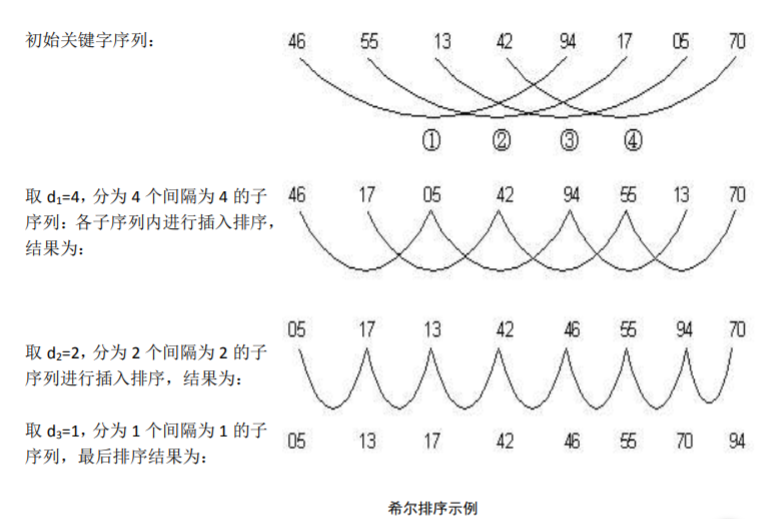 初始关键字序列: 46 55 13 42 94 17 05 70
① ② ③ ④
取 d₁=4，分为 4 个间隔为 4 的子 46 17 05 42 94 55 13 70
序列: 各子序列内进行插入排序，
结果为:
05 17 13 42 46 55 94 70
取 d₂=2，分为 2 个间隔为 2 的子
序列进行插入排序，结果为:
取 d₃=1，分为 1 个间隔为 1 的子
序列，最后排序结果为: 05 13 17 42 46 55 70 94
希尔排序示例